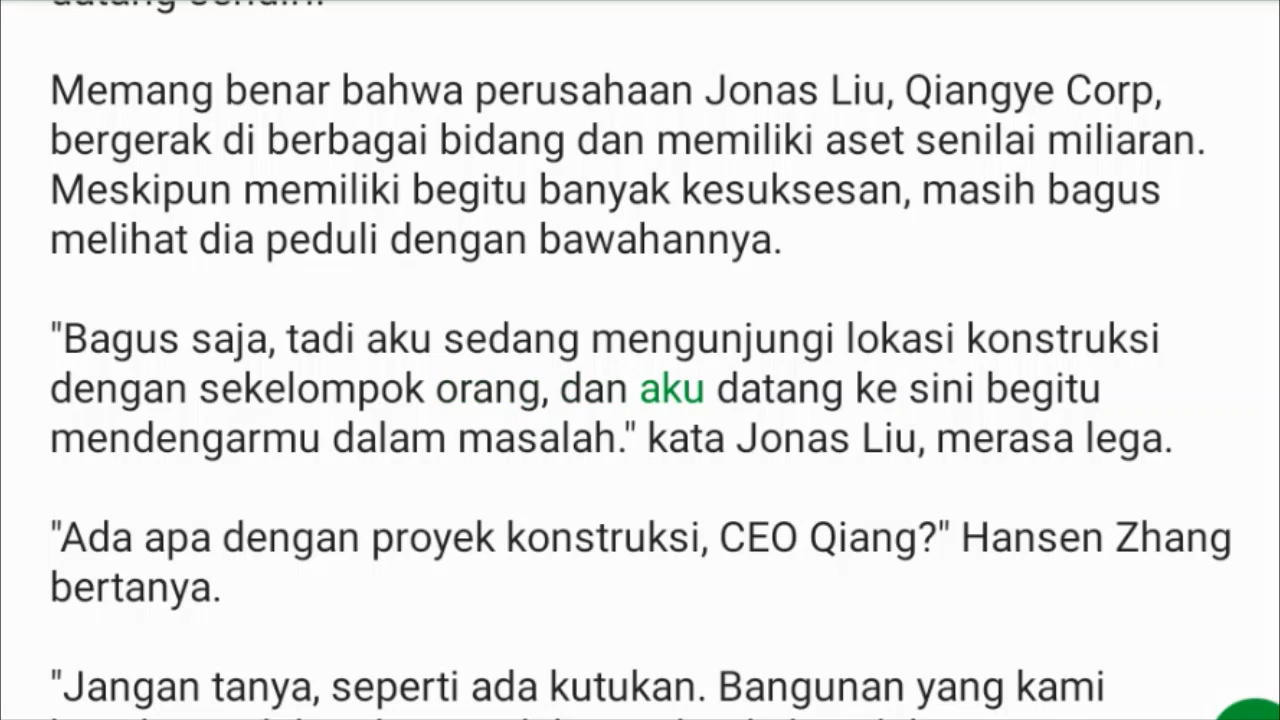 Memang benar bahwa perusahaan Jonas Liu, Qiangye Corp,
bergerak di berbagai bidang dan memiliki aset senilai miliaran.
Meskipun memiliki begitu banyak kesuksesan, masih bagus
melihat dia peduli dengan bawahannya.
"Bagus saja, tadi aku sedang mengunjungi lokasi konstruksi
dengan sekelompok orang, dan aku datang ke sini begitu
mendengarmu dalam masalah." kata Jonas Liu, merasa lega.
"Ada apa dengan proyek konstruksi, CEO Qiang?" Hansen Zhang
bertanya.
"Jangan tanya, seperti ada kutukan. Bangunan yang kami